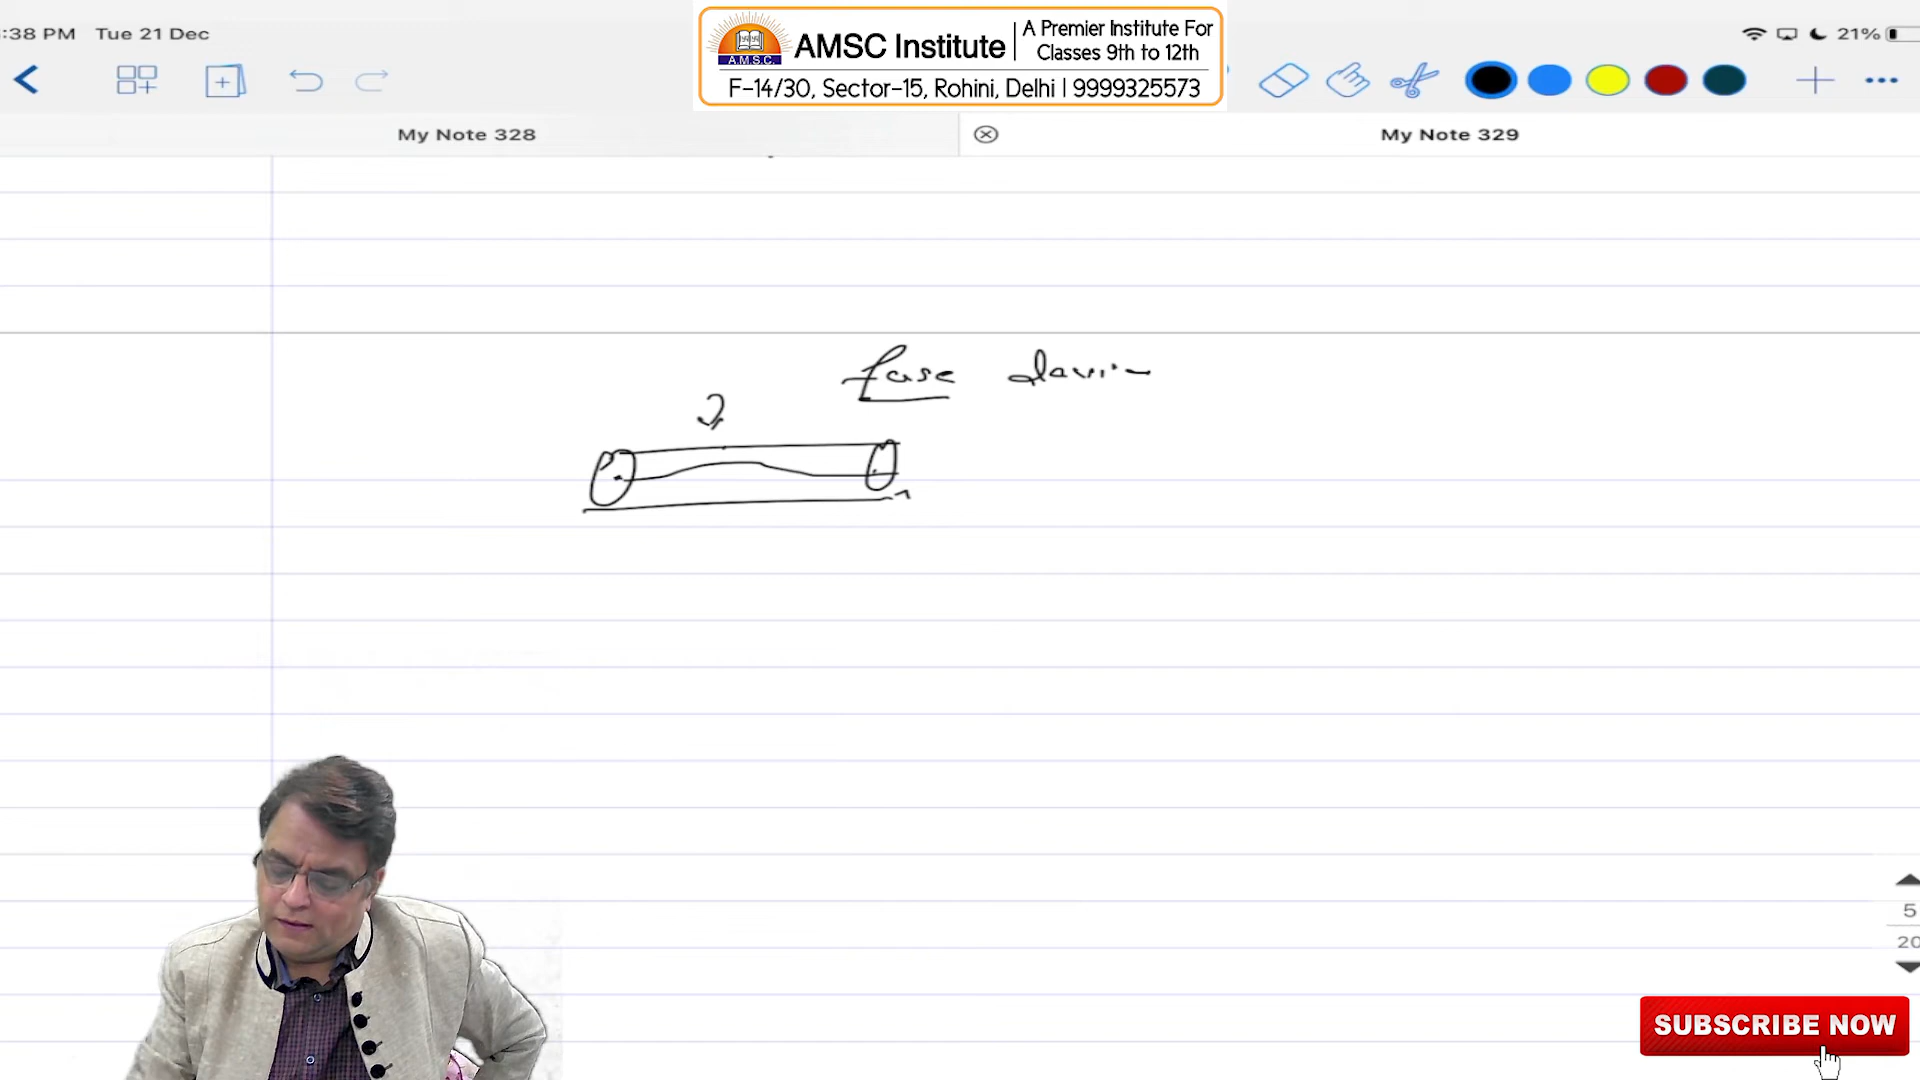 :38 PM Tue 21 Dec
21%
AMSC Institute
A.M.S.C.
A Premier Institute For
Classes 9th to 12th
F-14/30, Sector-15, Rohini, Delhi | 9999325573
My Note 328
My Note 329
fuse
5
20
SUBSCRIBE NOW